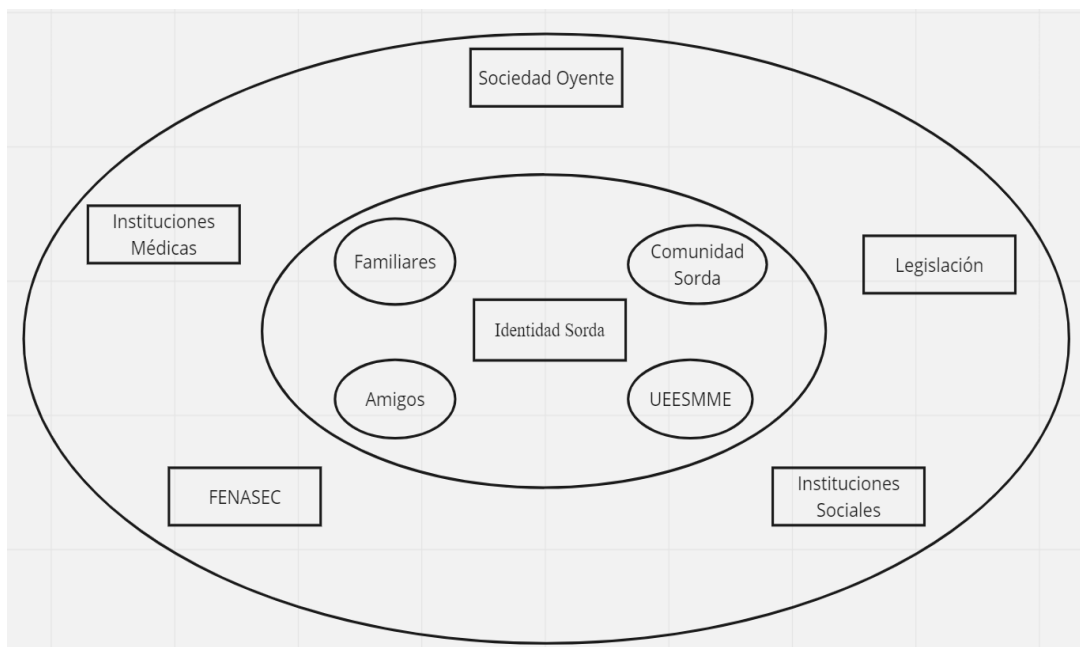 Sociedad Oyente
Instituciones
Médicas
Familiares
Comunidad
Sorda
Legislación
Identidad Sorda
Amigos
UEESMME
FENASEC
Instituciones
Sociales